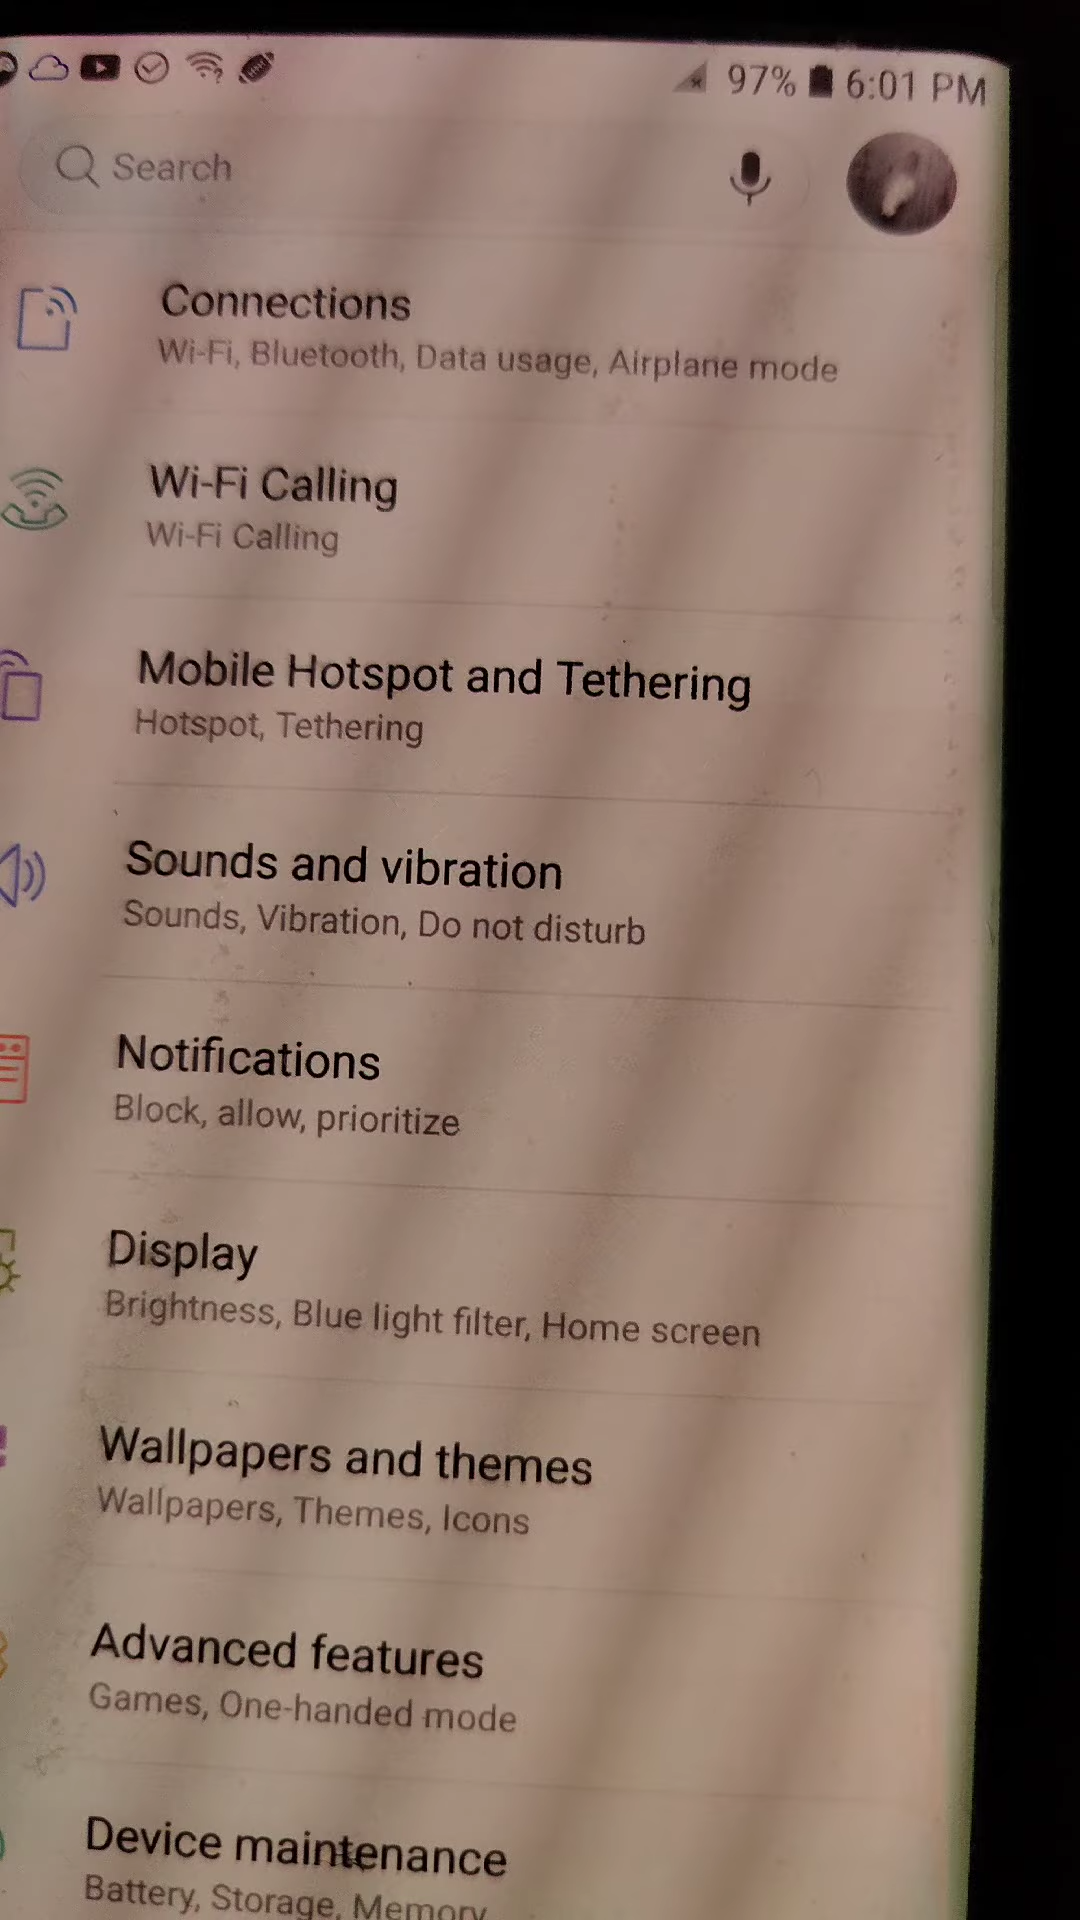 97% 6:01 PM
Search
Connections
Wi-Fi, Bluetooth, Data usage, Airplane mode
Wi-Fi Calling
Wi-Fi Calling
Mobile Hotspot and Tethering
Hotspot, Tethering
Sounds and vibration
Sounds, Vibration, Do not disturb
Notifications
Block, allow, prioritize
Display
Brightness, Blue light filter, Home screen
Wallpapers and themes
Wallpapers, Themes, Icons
Advanced features
Games, One-handed mode
Device maintenance
Battery, Storage, Memory